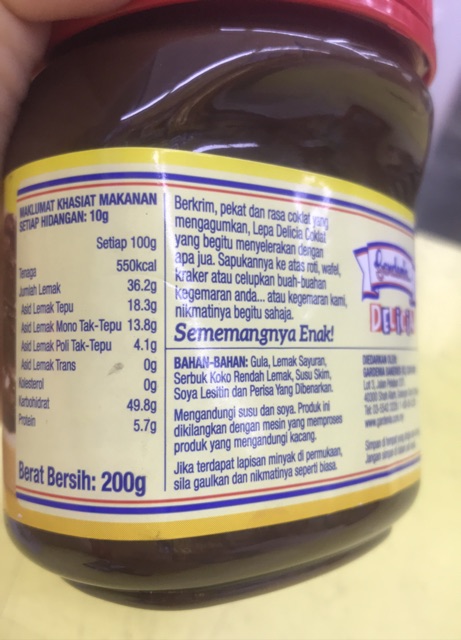 MAKLUMAT KHASIAT MAKANAN
SETIAP HIDANGAN: 10g
Setiap 100g
Tenaga 550kcal
Jumlah Lemak 36.2g
Asid Lemak Tepu 18.3g
Asid Lemak Mono Tak-Tepu 13.8g
Asid Lemak Poli Tak-Tepu 4.1g
Asid Lemak Trans 0g
Kolesterol 0g
Karbohidrat 49.8g
Protein 5.7g
Berat Bersih: 200g
Berkrim, pekat dan rasa coklat yang
mengagumkan, Lepa Delicia Coklat
yang begitu menyelerakan dengan
apa jua. Sapukannya ke atas roti, wafel,
kraker atau celupkan buah-buahan
kegemaran anda... atau kegemaran kami,
nikmatinya begitu sahaja.
Sememangnya Enak!
BAHAN-BAHAN: Gula, Lemak Sayuran,
Serbuk Koko Rendah Lemak, Susu Skim,
Soya Lesitin dan Perisa Yang Dibenarkan.
Mengandungi susu dan soya. Produk ini
dikilangkan dengan mesin yang memproses
produk yang mengandungi kacang.
Jika terdapat lapisan minyak di permukaan,
sila gaulkan dan nikmatinya seperti biasa.
Gardenia
DIEDARKAN OLEH: